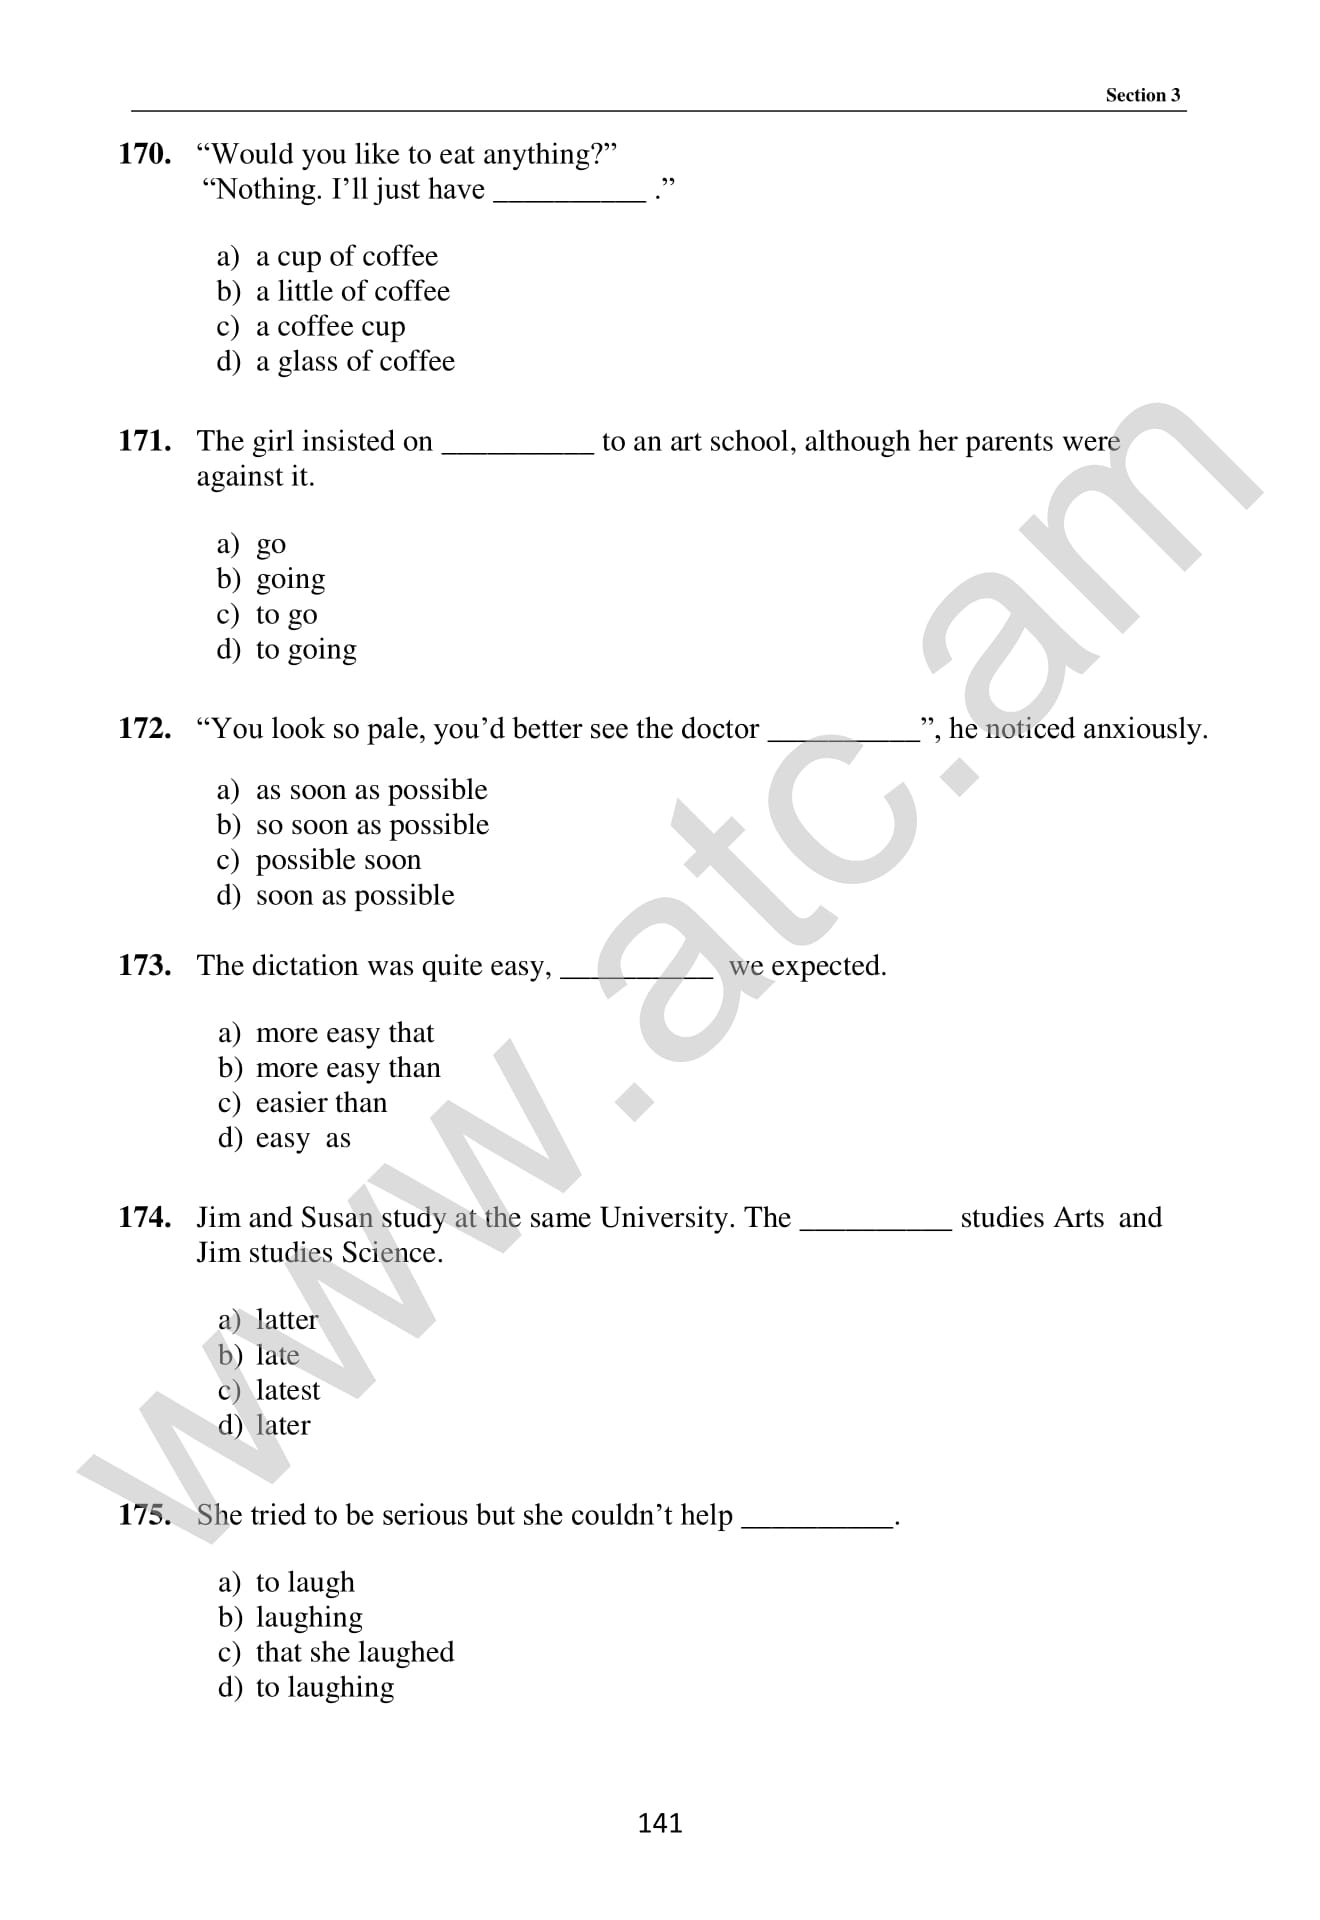 Section 3
170. “Would you like to eat anything?”
“Nothing. I’ll just have __________ .”
a) a cup of coffee
b) a little of coffee
c) a coffee cup
d) a glass of coffee
171. The girl insisted on __________ to an art school, although her parents were
against it.
a) go
b) going
c) to go
d) to going
172. “You look so pale, you’d better see the doctor __________”, he noticed anxiously.
a) as soon as possible
b) so soon as possible
c) possible soon
d) soon as possible
173. The dictation was quite easy, __________ we expected.
a) more easy that
b) more easy than
c) easier than
d) easy as
174. Jim and Susan study at the same University. The __________ studies Arts and
Jim studies Science.
a) latter
b) late
c) latest
d) later
175. She tried to be serious but she couldn’t help __________.
a) to laugh
b) laughing
c) that she laughed
d) to laughing
141
www.atc.am